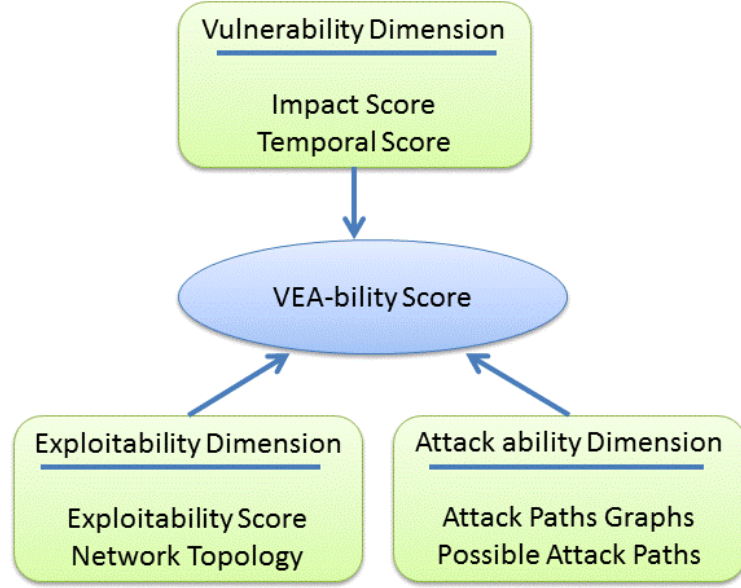 Vulnerability Dimension
Impact Score
Temporal Score
VEA-bility Score
Exploitability Dimension
Exploitability Score
Network Topology
Attack ability Dimension
Attack Paths Graphs
Possible Attack Paths